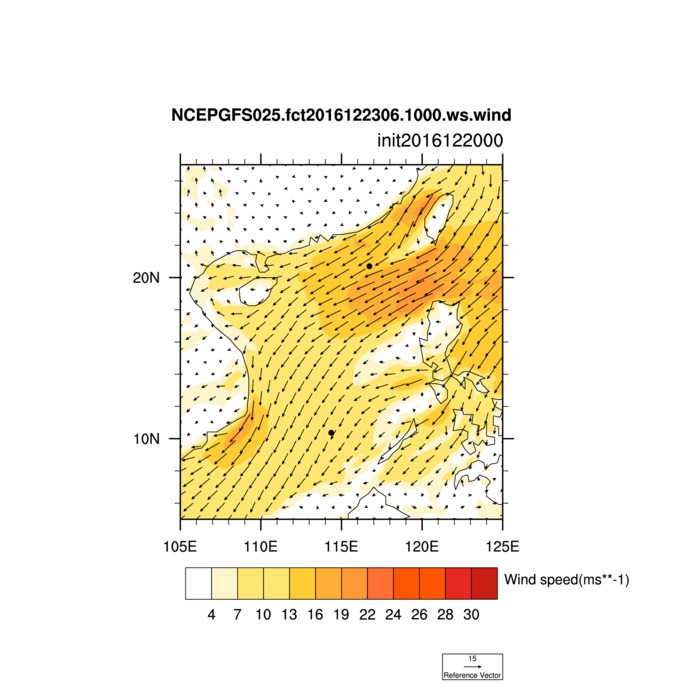 NCEPGFS025.fct2016122306.1000.ws.wind
init2016122000
20N
10N
105E 110E 115E 120E 125E
Wind speed(ms**-1)
4 7 10 13 16 19 22 24 26 28 30
15
Reference Vector